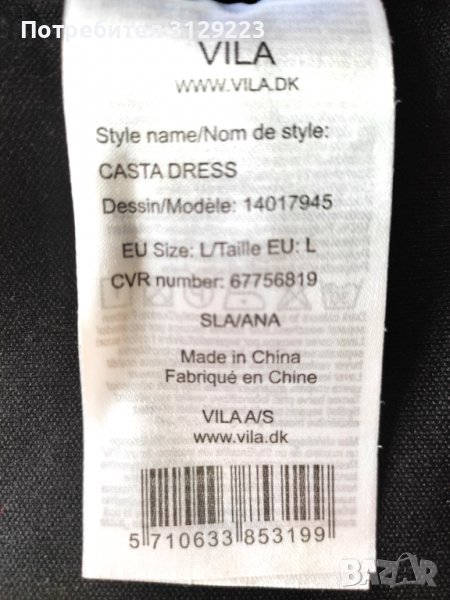 Потребител 3129223
VILA
WWW.VILA.DK
Style name/Nom de style:
CASTA DRESS
Dessin/Modèle: 14017945
EU Size: L/Taille EU: L
CVR number: 67756819
SLA/ANA
Made in China
Fabriqué en Chine
VILA A/S
www.vila.dk
5 710633 853199
BAZAR